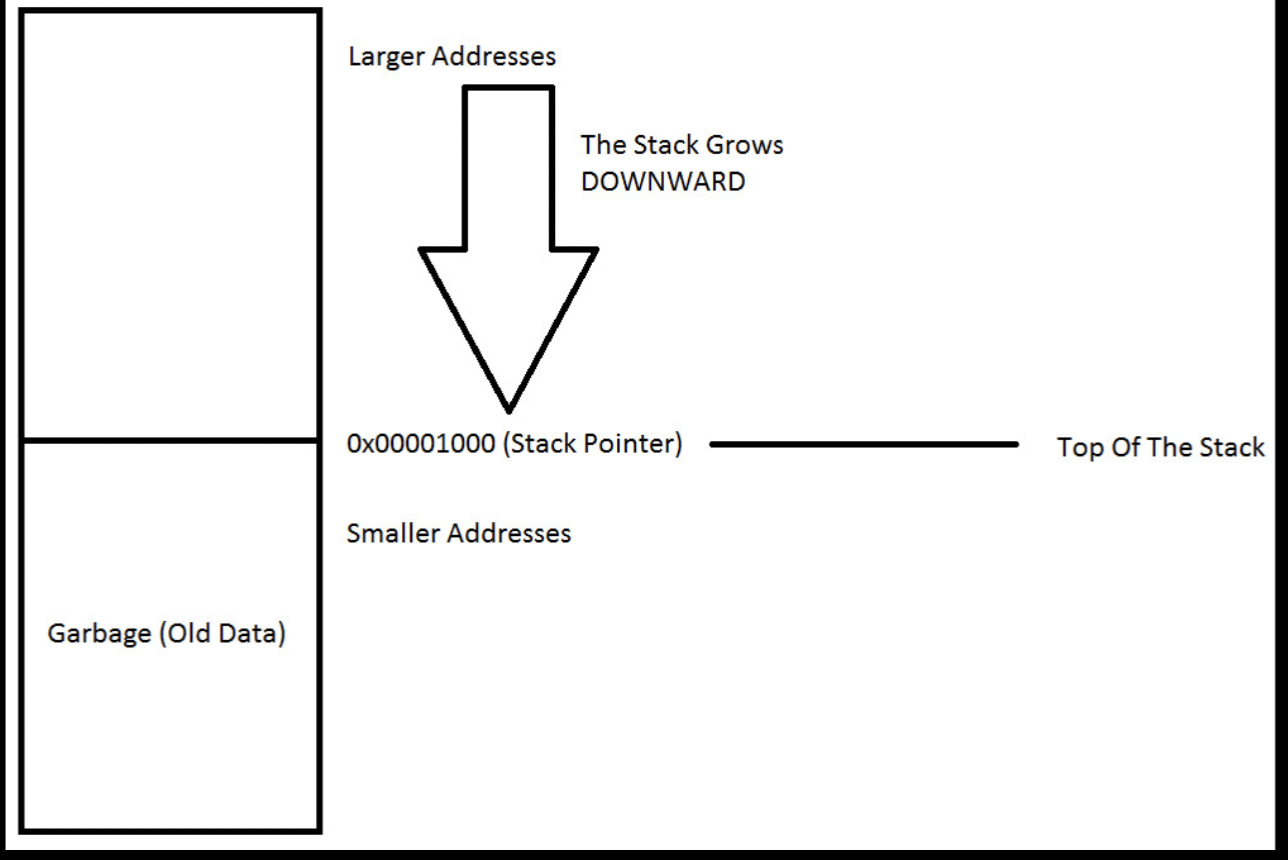 Larger Addresses
The Stack Grows
DOWNWARD
0x00001000 (Stack Pointer)
Top Of The Stack
Smaller Addresses
Garbage (Old Data)